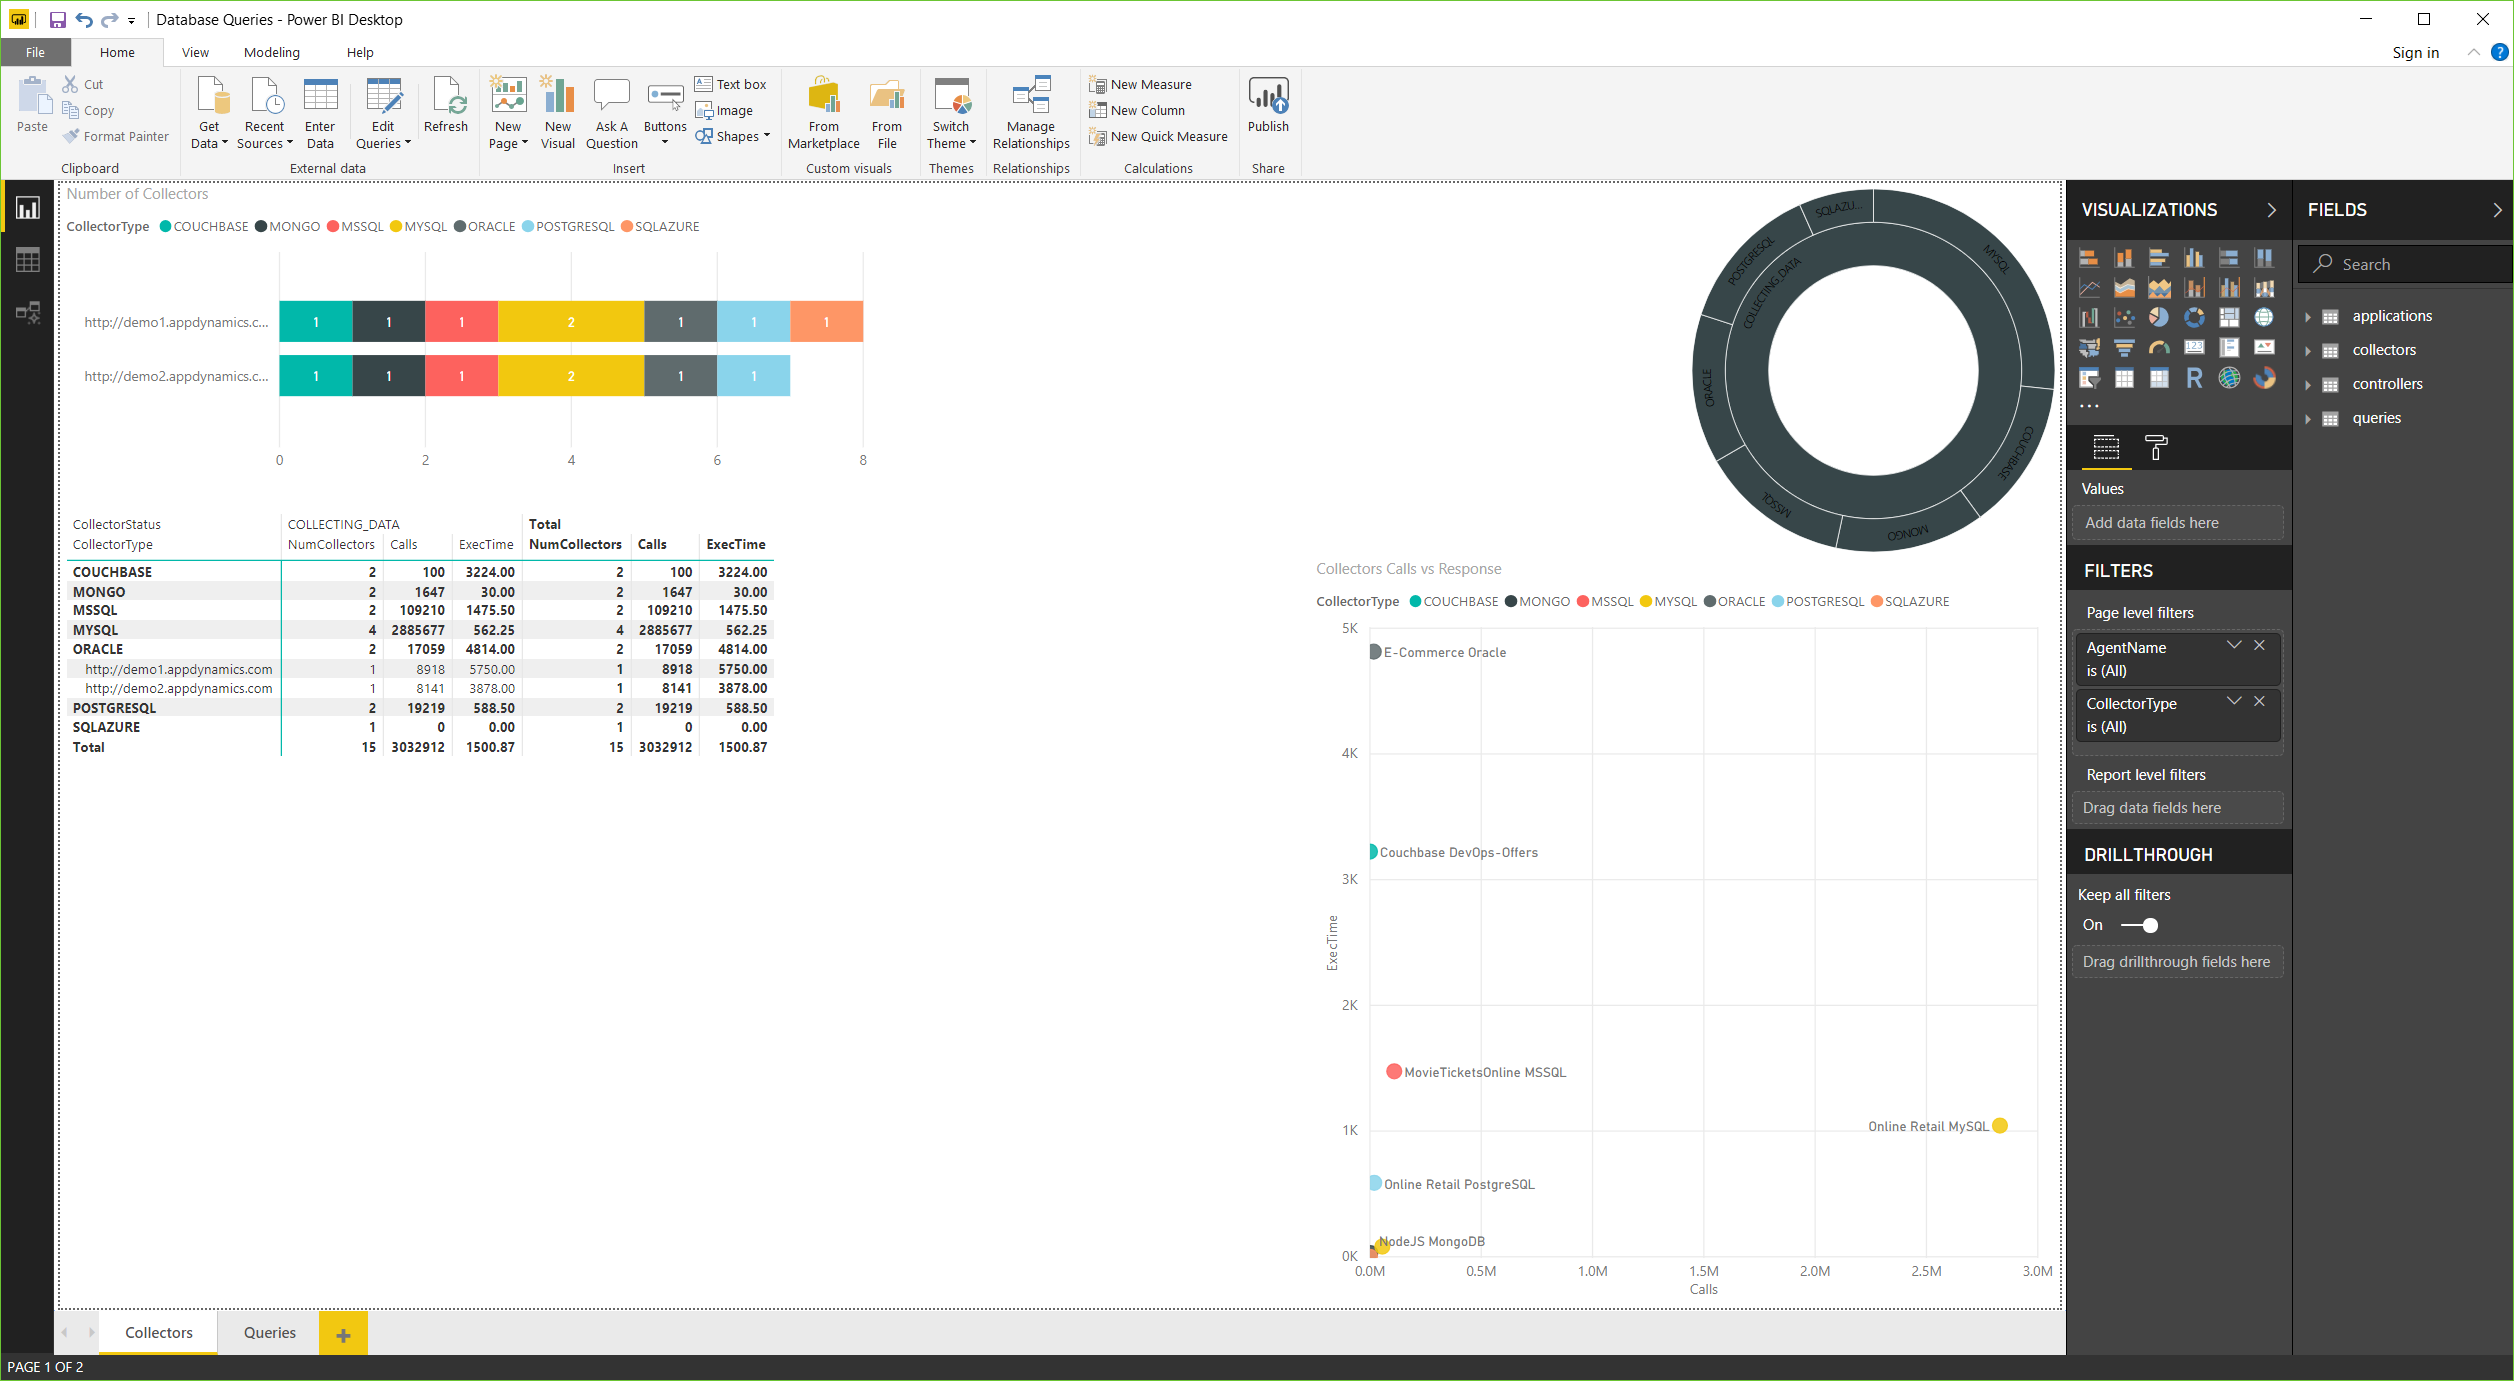 Database Queries - Power BI Desktop
File Home View Modeling Help Sign in
Paste Cut Copy Format Painter
Clipboard
Get Data Recent Sources Enter Data Edit Queries Refresh
External data
New Page New Visual Ask A Question Buttons Text box Image Shapes
Insert
From Marketplace From File
Custom visuals
Switch Theme
Themes
Manage Relationships
Relationships
New Measure
New Column
New Quick Measure
Calculations
Publish
Share
Number of Collectors
CollectorType COUCHBASE MONGO MSSQL MYSQL ORACLE POSTGRESQL SQLAZURE
http://demo1.appdynamics.c... 1 1 1 2 1 1 1
http://demo2.appdynamics.c... 1 1 1 2 1 1
0 2 4 6 8
CollectorStatus COLLECTING_DATA Total
CollectorType NumCollectors Calls ExecTime NumCollectors Calls ExecTime
COUCHBASE 2 100 3224.00 2 100 3224.00
MONGO 2 1647 30.00 2 1647 30.00
MSSQL 2 109210 1475.50 2 109210 1475.50
MYSQL 4 2885677 562.25 4 2885677 562.25
ORACLE 2 17059 4814.00 2 17059 4814.00
http://demo1.appdynamics.com 1 8918 5750.00 1 8918 5750.00
http://demo2.appdynamics.com 1 8141 3878.00 1 8141 3878.00
POSTGRESQL 2 19219 588.50 2 19219 588.50
SQLAZURE 1 0 0.00 1 0 0.00
Total 15 3032912 1500.87 15 3032912 1500.87
SQLAZU...
MYSQL
POSTGRESQL
COLLECTING_DATA
ORACLE
COUCHBASE
MSSQL
MONGO
Collectors Calls vs Response
CollectorType COUCHBASE MONGO MSSQL MYSQL ORACLE POSTGRESQL SQLAZURE
5K
E-Commerce Oracle
4K
Couchbase DevOps-Offers
3K
ExecTime
2K
MovieTicketsOnline MSSQL
Online Retail MySQL
1K
Online Retail PostgreSQL
NodeJS MongoDB
0K
0.0M 0.5M 1.0M 1.5M 2.0M 2.5M 3.0M
Calls
VISUALIZATIONS
123
R
Values
Add data fields here
FILTERS
Page level filters
AgentName
is (All)
CollectorType
is (All)
Report level filters
Drag data fields here
DRILLTHROUGH
Keep all filters
On
Drag drillthrough fields here
FIELDS
Search
applications
collectors
controllers
queries
Collectors Queries +
PAGE 1 OF 2